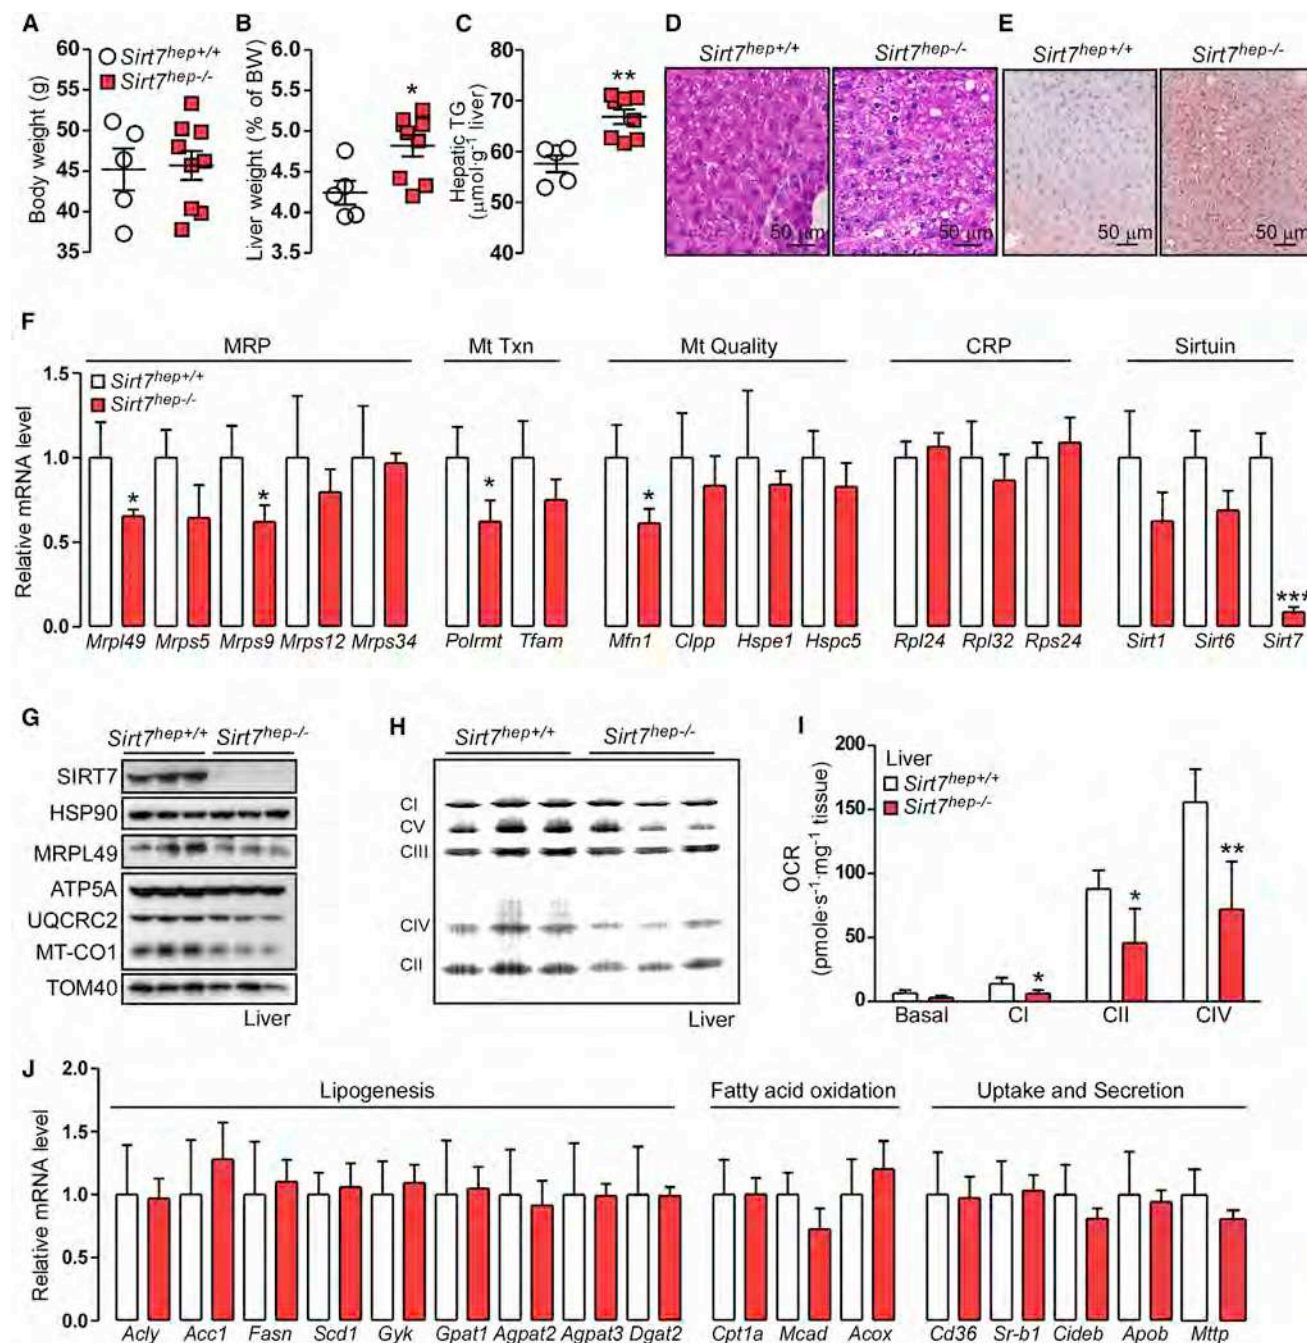 A
Body weight (g)
60
55
50
45
40
35
Sirt7hep+/+
Sirt7hep-/-
B
Liver weight (% of BW)
6.0
5.5
5.0
4.5
4.0
3.5
*
C
Hepatic TG
(μmol·g-1 liver)
80
70
60
50
40
**
D
Sirt7hep+/+ Sirt7hep-/-
50 μm 50 μm
E
Sirt7hep+/+ Sirt7hep-/-
50 μm 50 μm
F
MRP Mt Txn Mt Quality CRP Sirtuin
Relative mRNA level
1.5
1.0
0.5
0.0
Sirt7hep+/+
Sirt7hep-/-
* * * * ***
Mrpl49 Mrps5 Mrps9 Mrps12 Mrps34 Polrmt Tfam Mfn1 Clpp Hspe1 Hspc5 Rpl24 Rpl32 Rps24 Sirt1 Sirt6 Sirt7
G
Sirt7hep+/+ Sirt7hep-/-
SIRT7
HSP90
MRPL49
ATP5A
UQCRC2
MT-CO1
TOM40
Liver
H
Sirt7hep+/+ Sirt7hep-/-
CI
CV
CIII
CIV
CII
Liver
I
OCR
(pmole·s-1·mg-1 tissue)
200
150
100
50
0
Liver
Sirt7hep+/+
Sirt7hep-/-
* * **
Basal CI CII CIV
J
Lipogenesis Fatty acid oxidation Uptake and Secretion
Relative mRNA level
2.0
1.5
1.0
0.5
0.0
Acly Acc1 Fasn Scd1 Gyk Gpat1 Agpat2 Agpat3 Dgat2 Cpt1a Mcad Acox Cd36 Sr-b1 Cideb Apob Mttp